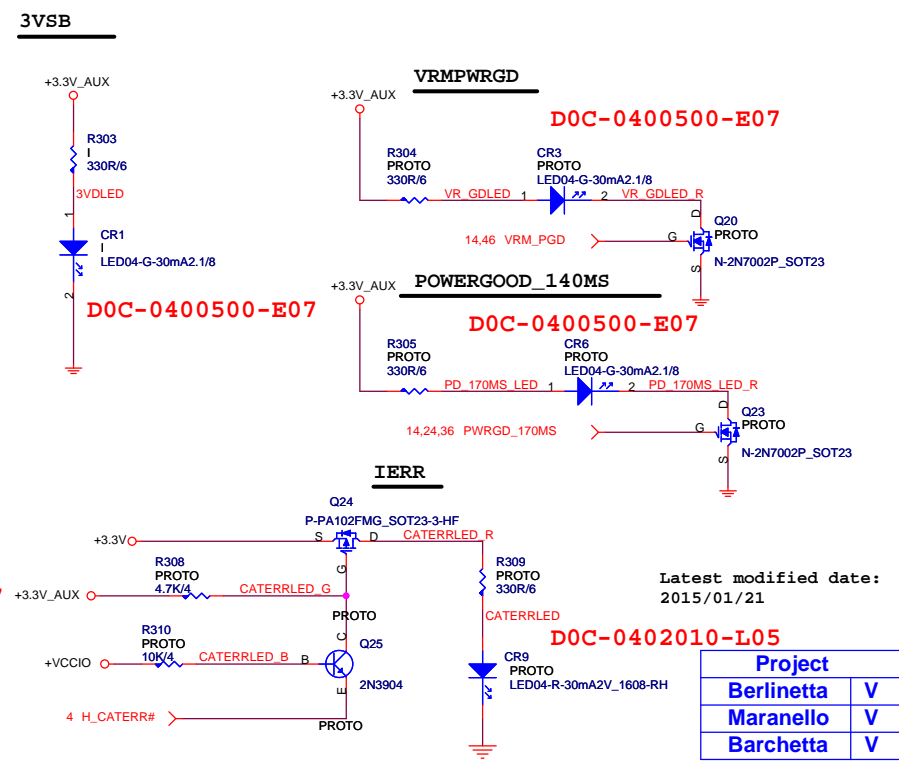 3VSB
+3.3V_AUX
R303
I
330R/6
3VDLED
1
CR1
I
LED04-G-30mA2.1/8
2
D0C-0400500-E07
VRMPWRGD
+3.3V_AUX
D0C-0400500-E07
R304
PROTO
330R/6
VR_GDLED
1
CR3
PROTO
LED04-G-30mA2.1/8
2
VR_GDLED_R
D
Q20
PROTO
G
S
N-2N7002P_SOT23
14,46 VRM_PGD
POWERGOOD_140MS
+3.3V_AUX
D0C-0400500-E07
R305
PROTO
330R/6
PD_170MS_LED
1
CR6
PROTO
LED04-G-30mA2.1/8
2
PD_170MS_LED_R
D
Q23
PROTO
G
S
N-2N7002P_SOT23
14,24,36 PWRGD_170MS
IERR
Q24
P-PA102FMG_SOT23-3-HF
+3.3V
S
D
G
CATERRLED_R
R308
PROTO
4.7K/4
+3.3V_AUX
CATERRLED_G
PROTO
R310
PROTO
10K/4
+VCCIO
CATERRLED_B
B
C
E
Q25
2N3904
PROTO
4 H_CATERR#
R309
PROTO
330R/6
CATERRLED
CR9
PROTO
LED04-R-30mA2V_1608-RH
Latest modified date:
2015/01/21
D0C-0402010-L05
Project
Berlinetta V
Maranello V
Barchetta V